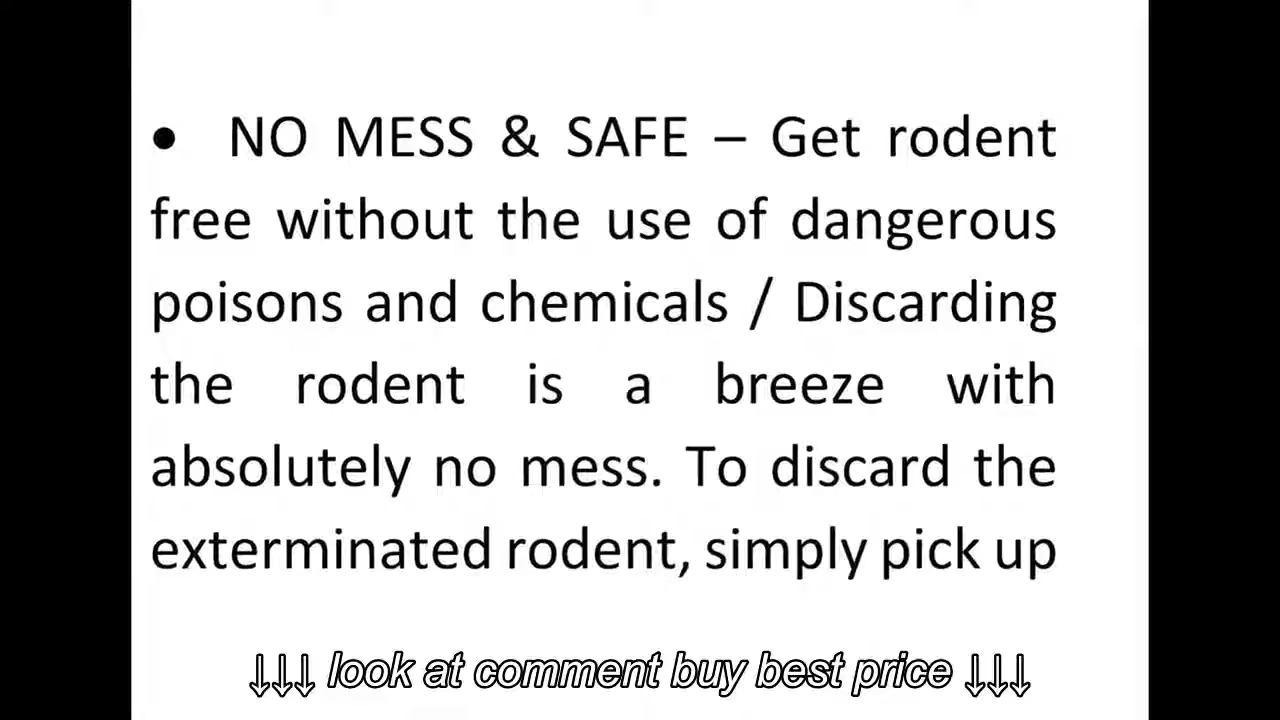 • NO MESS & SAFE – Get rodent
free without the use of dangerous
poisons and chemicals / Discarding
the rodent is a breeze with
absolutely no mess. To discard the
exterminated rodent, simply pick up
↓↓↓ look at comment buy best price ↓↓↓